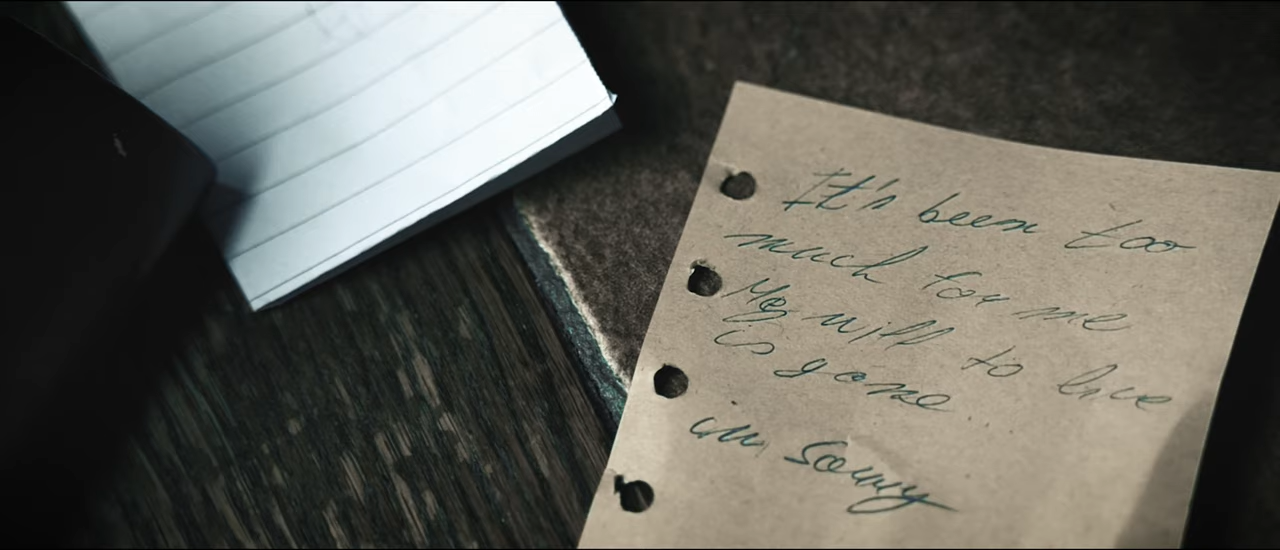 It's been too
much for me
My will to live
is gone...
im sorry